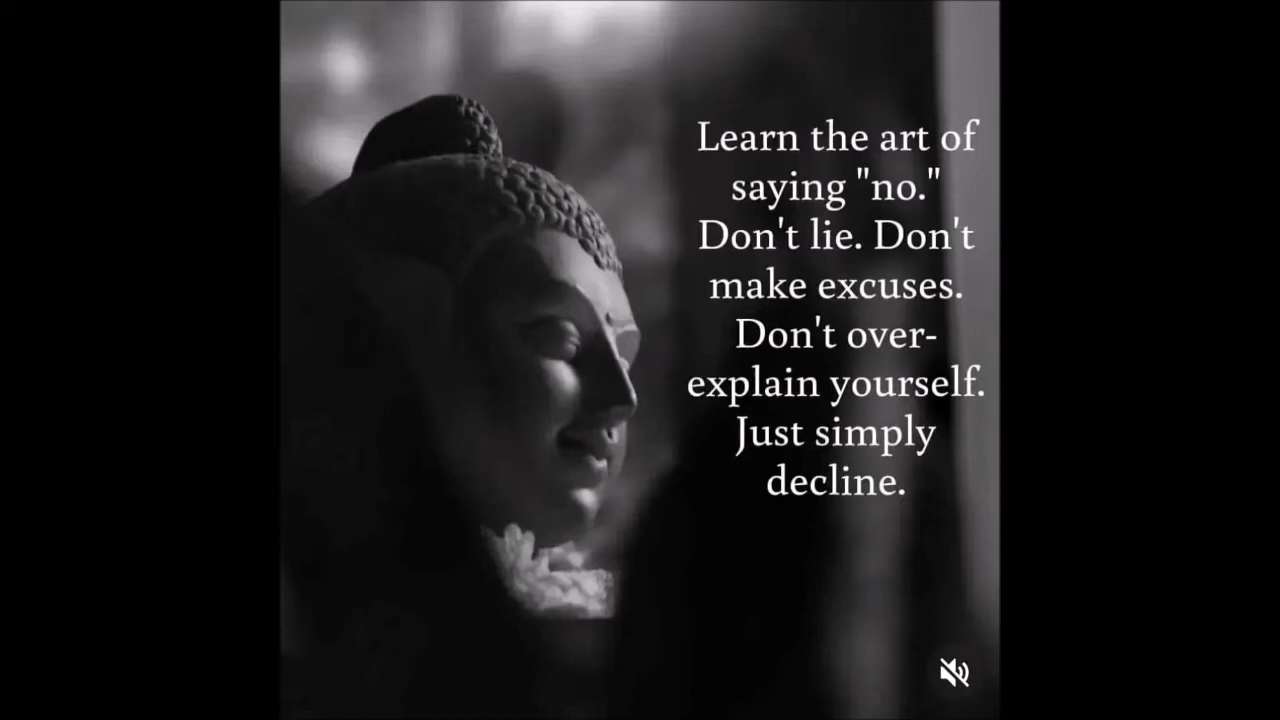 Learn the art of
saying "no."
Don't lie. Don't
make excuses.
Don't over-
explain yourself.
Just simply
decline.